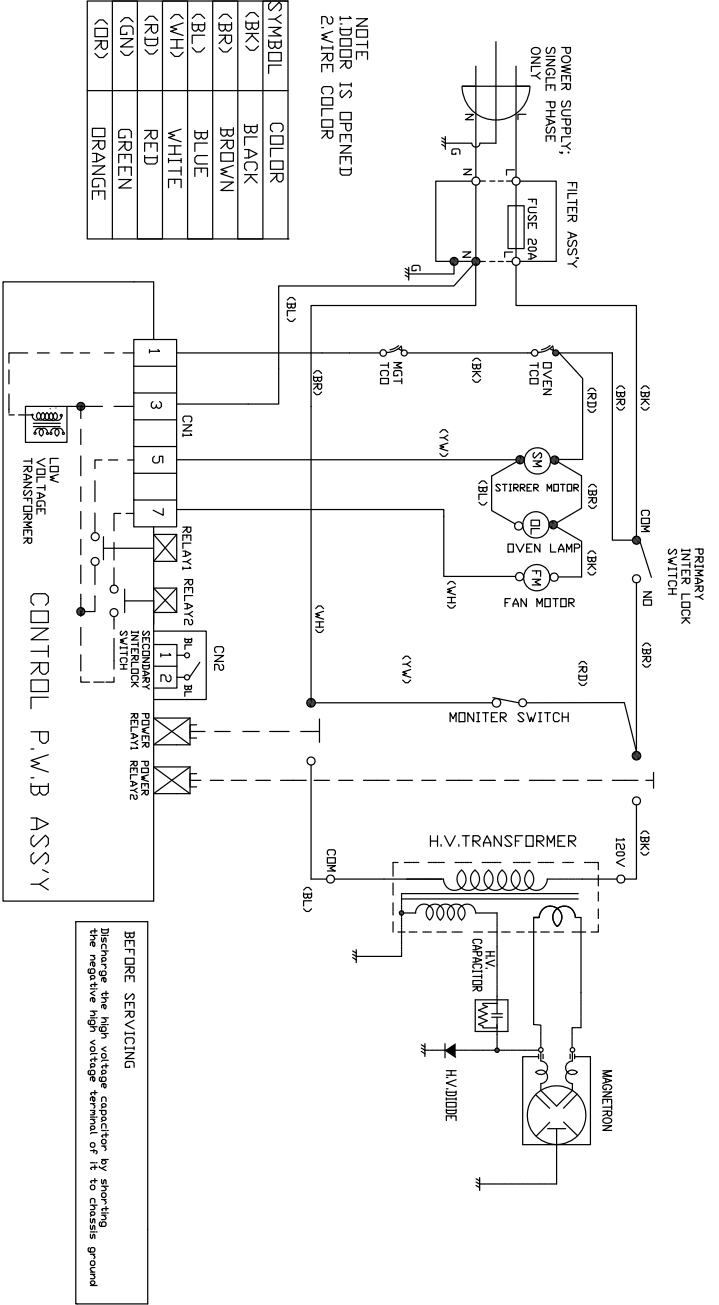 POWER SUPPLY;
SINGLE PHASE
ONLY
L
N
G
FILTER ASS'Y
L
N
FUSE 20A
L
N
G
NOTE
1.DOOR IS OPENED
2.WIRE COLOR
SYMBOL COLOR
(BK) BLACK
(BR) BROWN
(BL) BLUE
(WH) WHITE
(RD) RED
(GN) GREEN
(OR) ORANGE
(BK)
(BR)
(RD)
OVEN
TCO
(BK)
MGT
TCO
(BR)
(BL)
COM
NO
PRIMARY
INTER LOCK
SWITCH
(BR)
SM
STIRRER MOTOR
(BR)
(BL)
OL
OVEN LAMP
(BK)
FM
FAN MOTOR
(YW)
(WH)
(WH)
(BR)
(RD)
(YW)
MONITER SWITCH
H.V.TRANSFORMER
120V
(BK)
COM
(BL)
H.V.
CAPACITOR
H.V.DIODE
MAGNETRON
1
3
5
7
CN1
LOW
VOLTAGE
TRANSFORMER
RELAY1
RELAY2
CN2
BL
BL
1
2
SECONDARY
INTERLOCK
SWITCH
POWER
RELAY1
POWER
RELAY2
CONTROL P.W.B ASS'Y
BEFORE SERVICING
Discharge the high voltage capacitor by shorting
the negative high voltage terminal of it to chassis ground